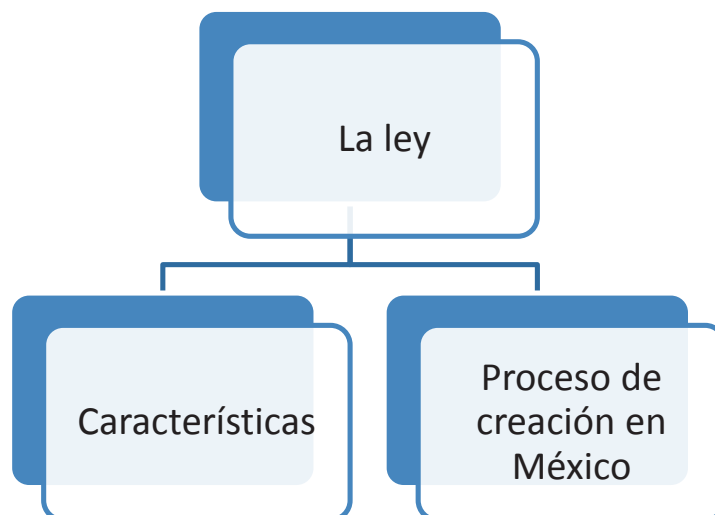 La ley
Características
Proceso de
creación en
México